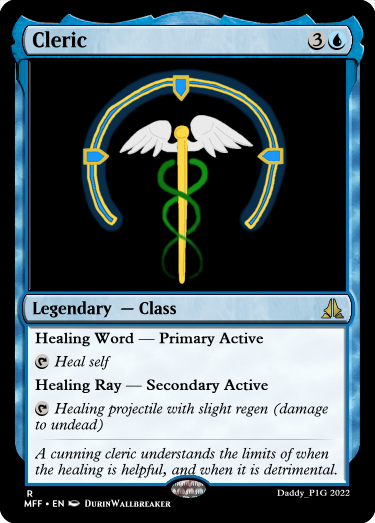 Cleric 3
Legendary — Class
Healing Word — Primary Active
Heal self
Healing Ray — Secondary Active
Healing projectile with slight regen (damage
to undead)
A cunning cleric understands the limits of when
the healing is helpful, and when it is detrimental.
R
MFF • EN DurinWallbreaker
Daddy_P1G 2022